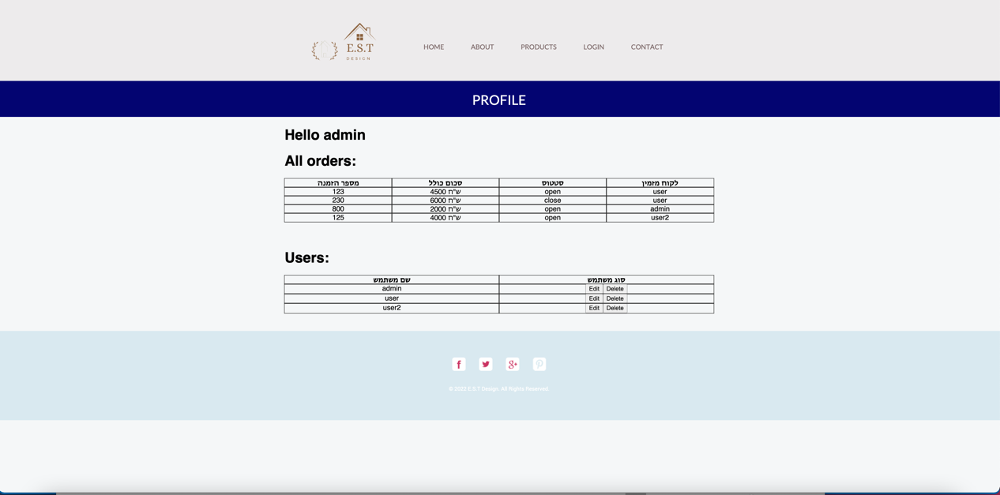 E.S.T
DESIGN
HOME ABOUT PRODUCTS LOGIN CONTACT
PROFILE
Hello admin
All orders:
מספר הזמנה סכום כולל סטטוס לקוח מזמין
123 4500 ש"ח open user
230 6000 ש"ח close user
800 2000 ש"ח open admin
125 4000 ש"ח open user2
Users:
שם משתמש סוג משתמש
admin Edit Delete
user Edit Delete
user2 Edit Delete
© 2022 E.S.T Design. All Rights Reserved.